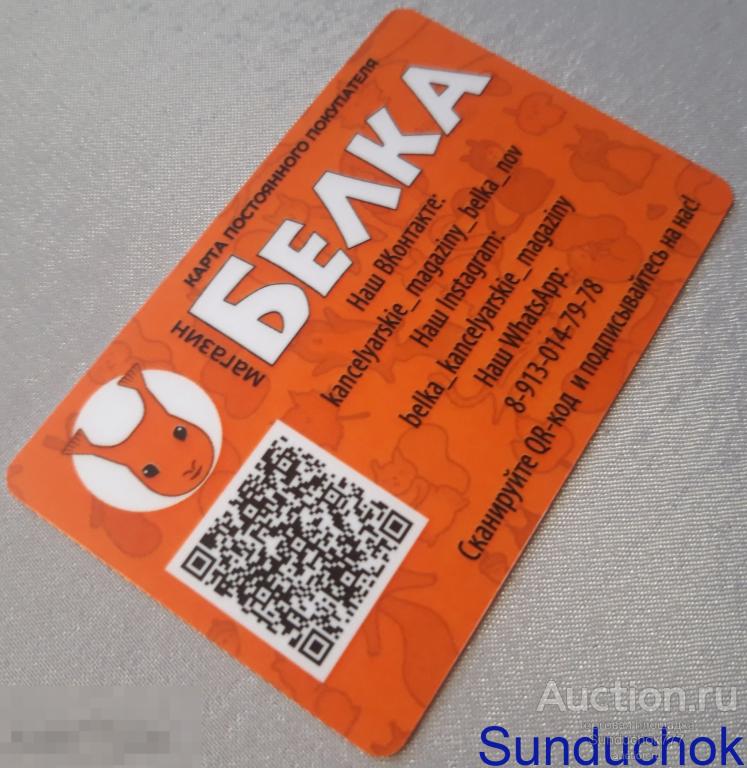 КАРТА ПОСТОЯННОГО ПОКУПАТЕЛЯ
магазин
БЕЛКА
Наш ВКонтакте:
kancelyarskie_magaziny_belka_nov
Наш Instagram:
belka_kancelyarskie_magaziny
Наш WhatsApp:
8-913-014-79-78
Сканируйте QR-код и подписывайтесь на нас!
Auction.ru
Sunduchok